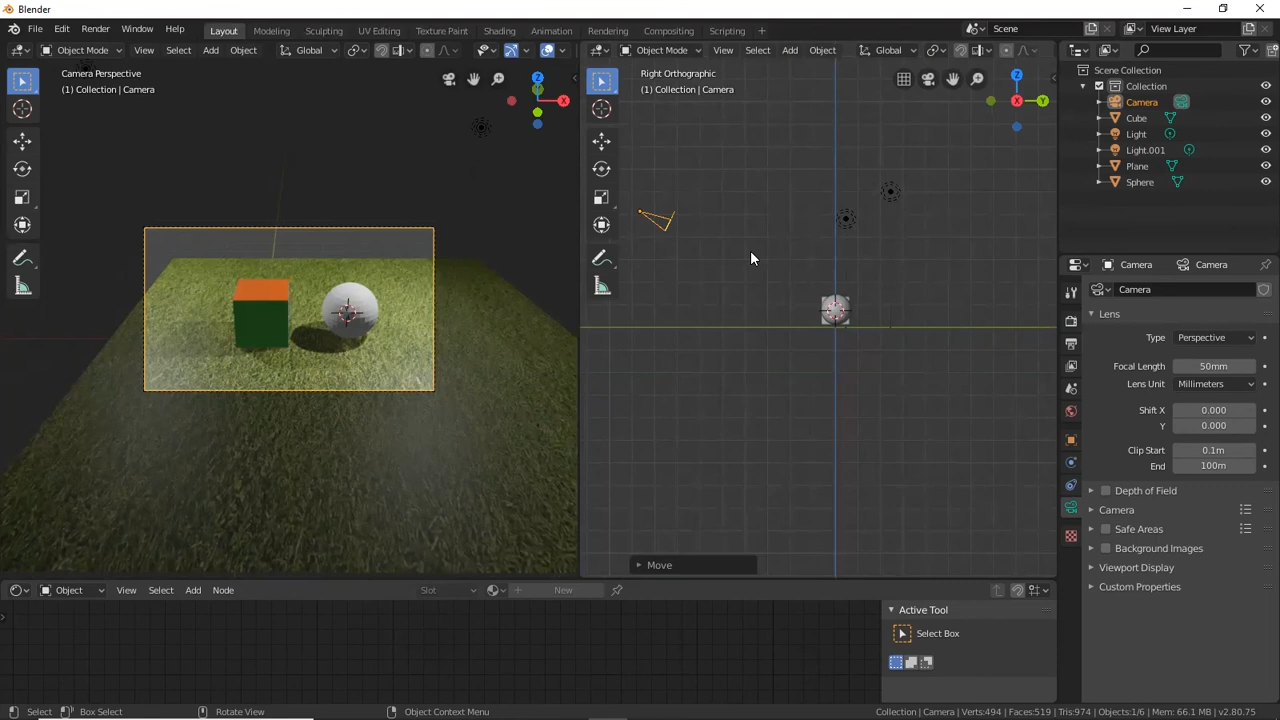 Blender
File Edit Render Window Help
Layout Modeling Sculpting UV Editing Texture Paint Shading Animation Rendering Compositing Scripting +
Scene
View Layer
Object Mode View Select Add Object Global
Object Mode View Select Add Object Global
Camera Perspective
(1) Collection | Camera
Z
X
Right Orthographic
(1) Collection | Camera
Z
X Y
Scene Collection
Collection
Camera
Cube
Light
Light.001
Plane
Sphere
Camera Camera
Camera
Lens
Type Perspective
Focal Length 50mm
Lens Unit Millimeters
Shift X 0.000
Y 0.000
Clip Start 0.1m
End 100m
Depth of Field
Camera
Safe Areas
Background Images
Viewport Display
Custom Properties
Move
Object View Select Add Node Slot New
Active Tool
Select Box
Select Box Select Rotate View Object Context Menu
Collection | Camera | Verts:494 | Faces:519 | Tris:974 | Objects:1/6 | Mem: 66.1 MB | v2.80.75